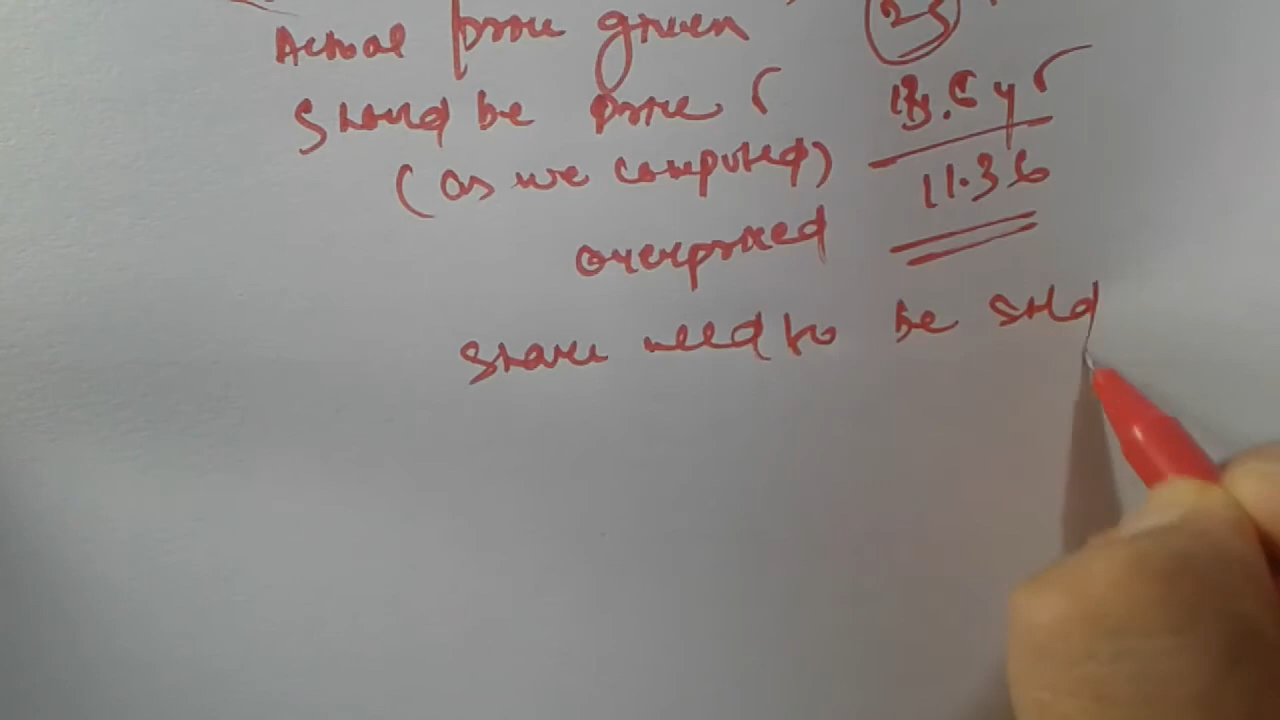 Actual price given 25
Should be price 13.64
(as we computed) 11.36
overpriced
share need to be sold